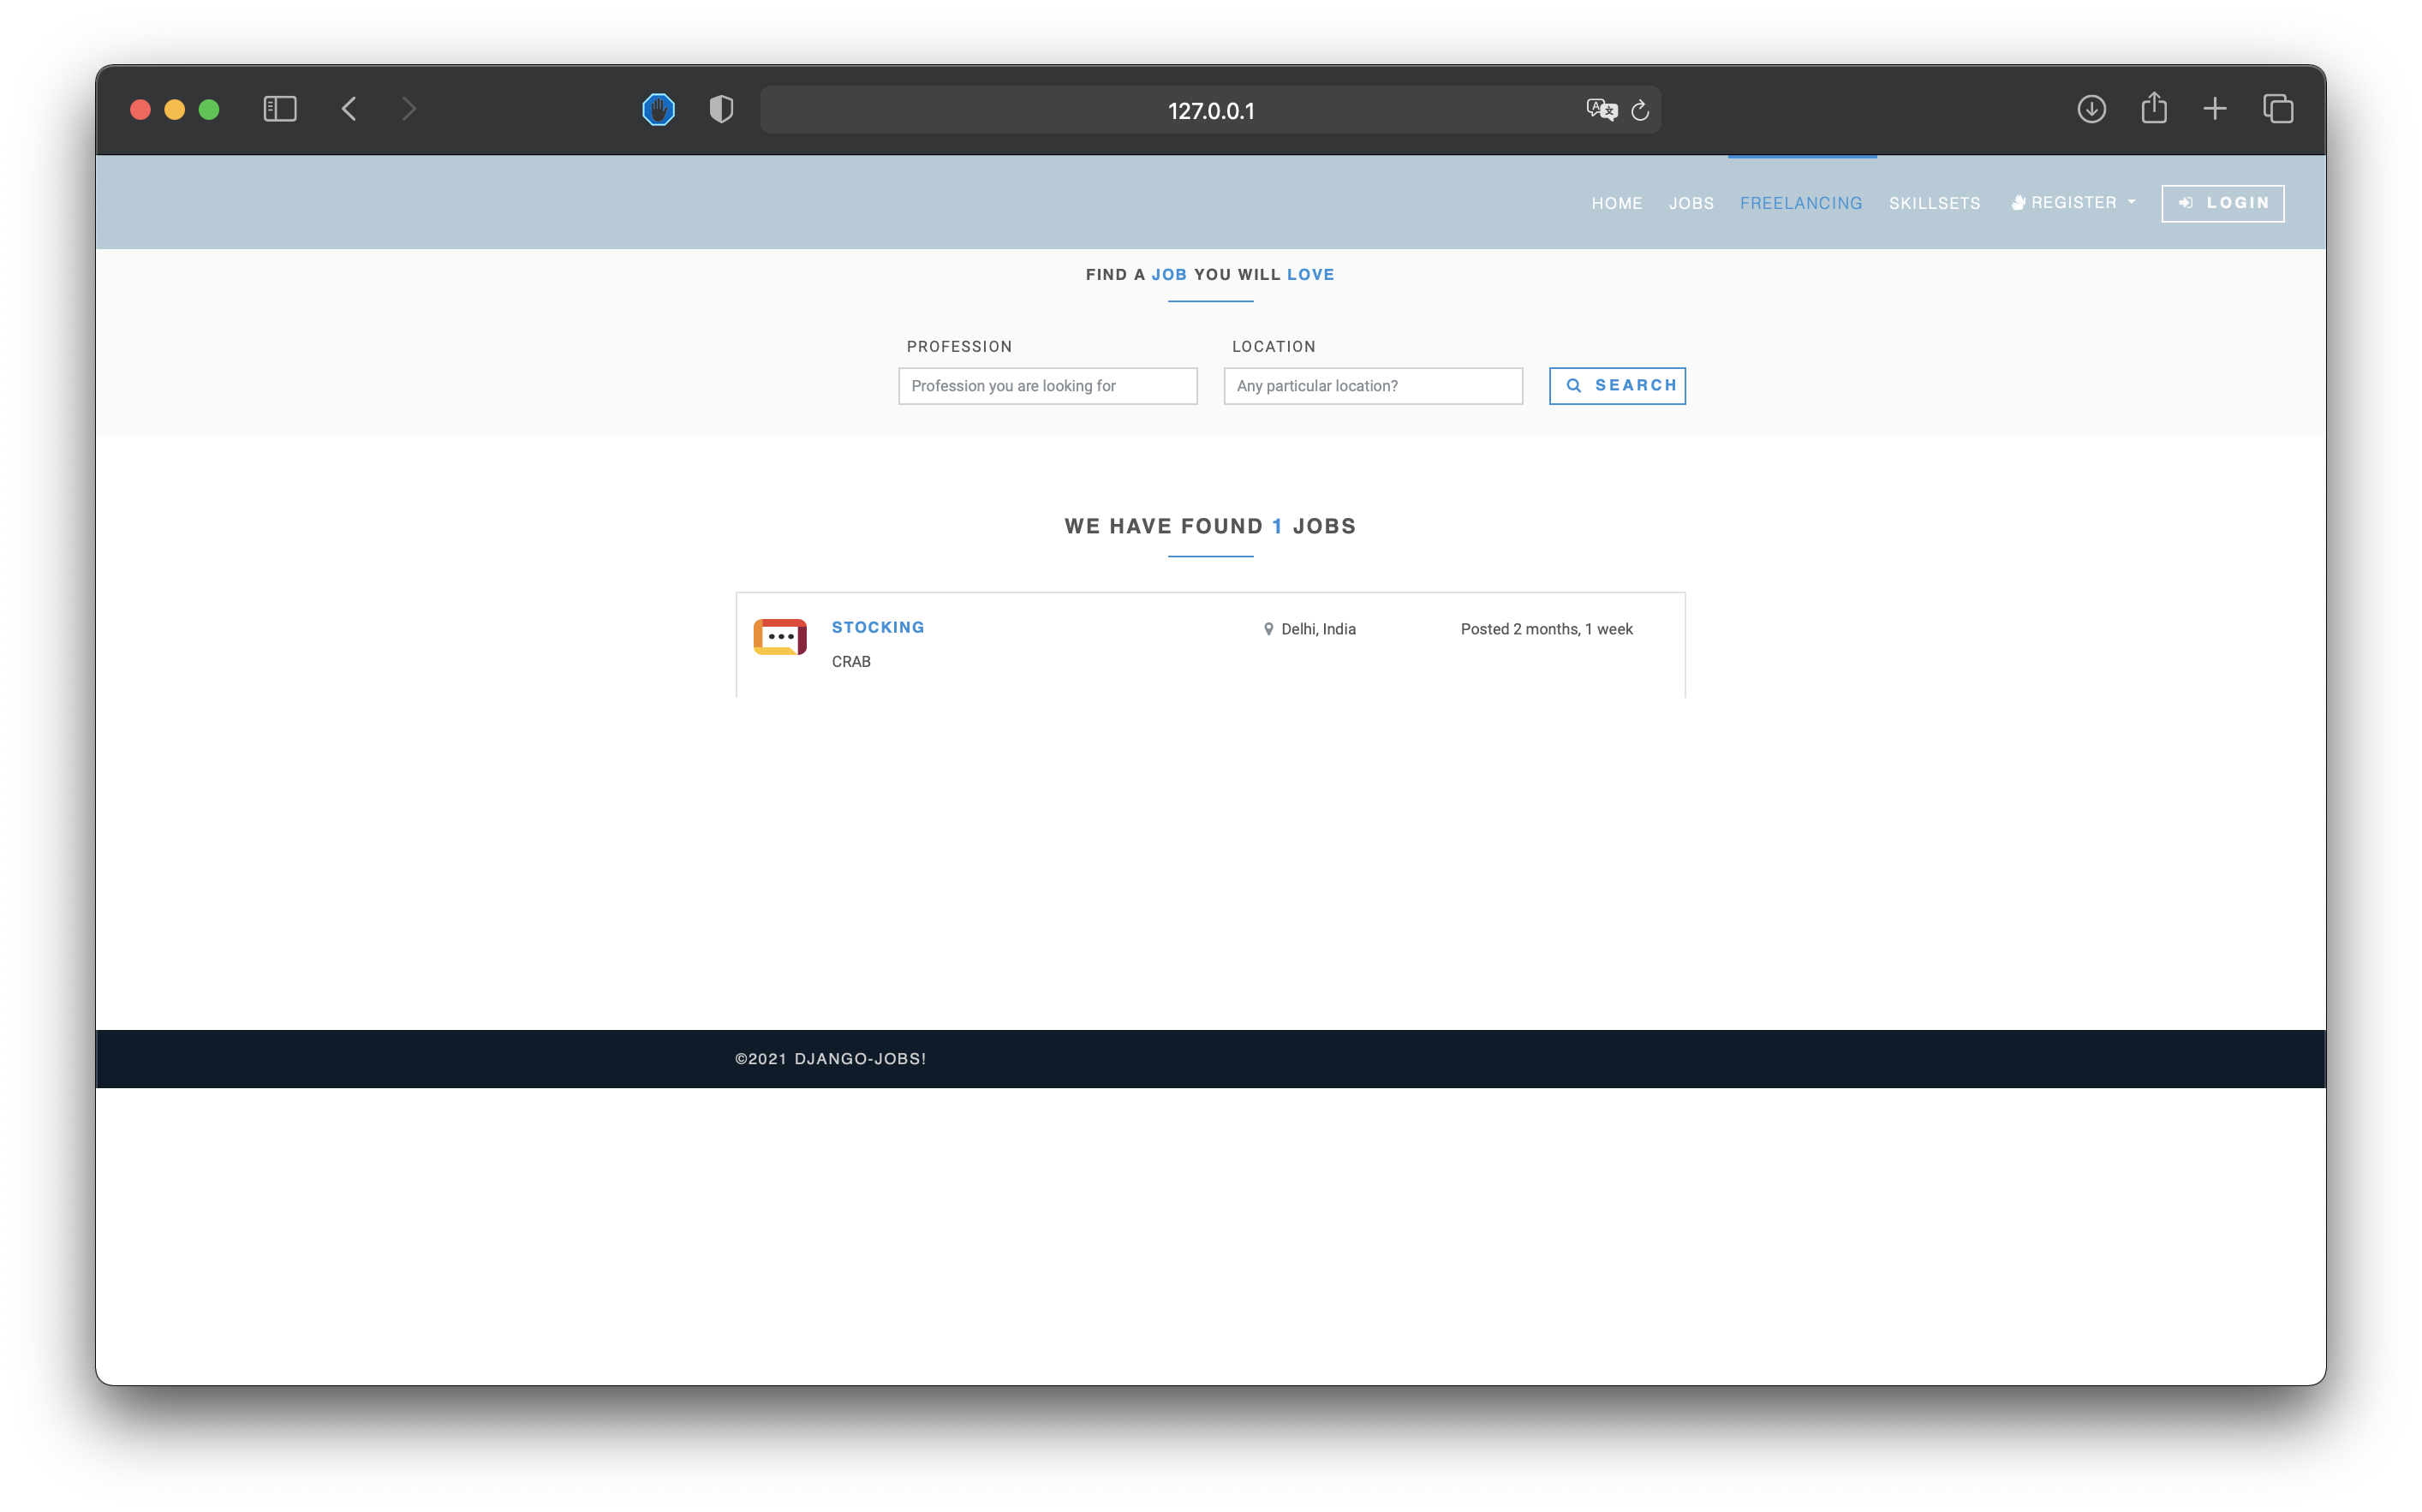 127.0.0.1
HOME JOBS FREELANCING SKILLSETS REGISTER LOGIN
FIND A JOB YOU WILL LOVE
PROFESSION LOCATION
Profession you are looking for Any particular location? SEARCH
WE HAVE FOUND 1 JOBS
STOCKING Delhi, India Posted 2 months, 1 week
CRAB
©2021 DJANGO-JOBS!